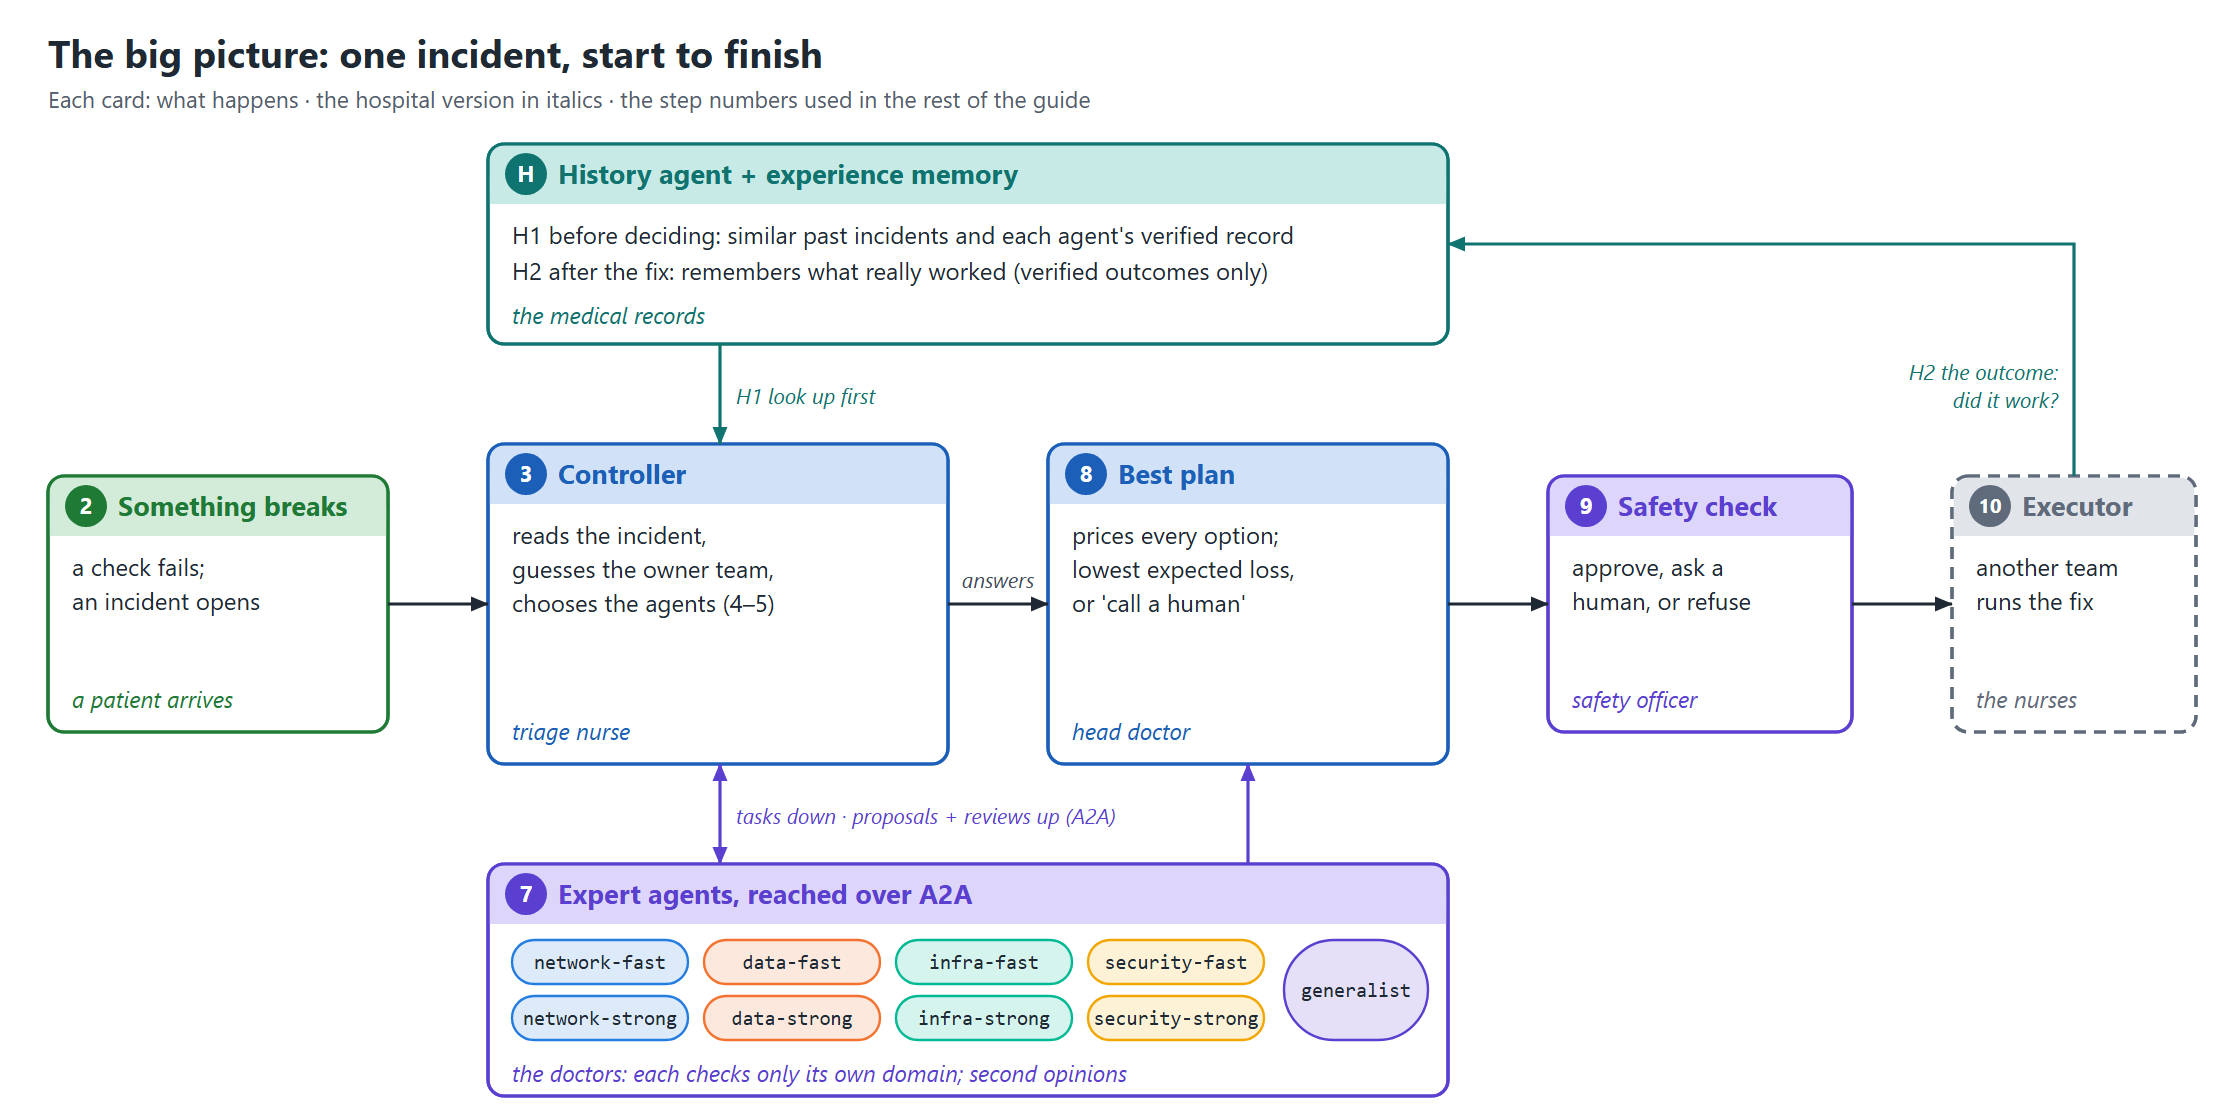 The big picture: one incident, start to finish
Each card: what happens · the hospital version in italics · the step numbers used in the rest of the guide
H History agent + experience memory
H1 before deciding: similar past incidents and each agent's verified record
H2 after the fix: remembers what really worked (verified outcomes only)
the medical records
H1 look up first
H2 the outcome:
did it work?
2 Something breaks
a check fails;
an incident opens
a patient arrives
3 Controller
reads the incident,
guesses the owner team,
chooses the agents (4–5)
triage nurse
answers
8 Best plan
prices every option;
lowest expected loss,
or 'call a human'
head doctor
9 Safety check
approve, ask a
human, or refuse
safety officer
10 Executor
another team
runs the fix
the nurses
tasks down · proposals + reviews up (A2A)
7 Expert agents, reached over A2A
network-fast data-fast infra-fast security-fast
generalist
network-strong data-strong infra-strong security-strong
the doctors: each checks only its own domain; second opinions